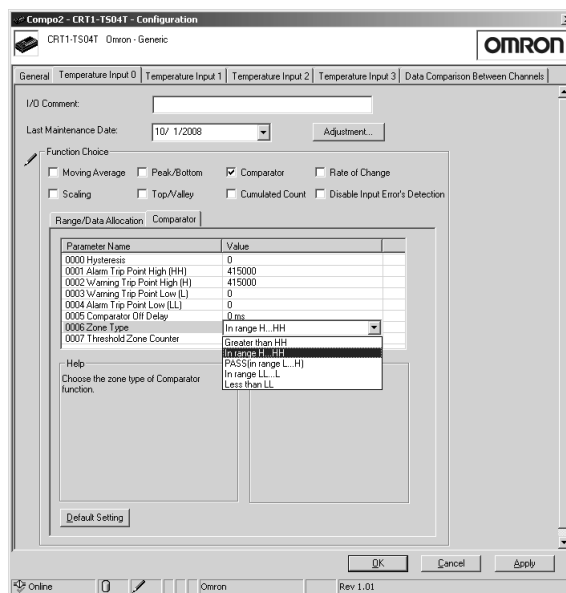 Compo2 - CRT1-TS04T - Configuration
CRT1-TS04T Omron - Generic
OMRON
General Temperature Input 0 Temperature Input 1 Temperature Input 2 Temperature Input 3 Data Comparison Between Channels
I/O Comment:
Last Maintenance Date: 10/ 1/2008 Adjustment...
Function Choice
Moving Average Peak/Bottom Comparator Rate of Change
Scaling Top/Valley Cumulated Count Disable Input Error's Detection
Range/Data Allocation Comparator
Parameter Name Value
0000 Hysteresis 0
0001 Alarm Trip Point High (HH) 415000
0002 Warning Trip Point High (H) 415000
0003 Warning Trip Point Low (L) 0
0004 Alarm Trip Point Low (LL) 0
0005 Comparator Off Delay 0 ms
0006 Zone Type In range H...HH
0007 Threshold Zone Counter Greater than HH
In range H...HH
PASS(in range L...H)
In range LL...L
Less than LL
Help
Choose the zone type of Comparator
function.
Default Setting
OK Cancel Apply
Online Omron Rev 1.01